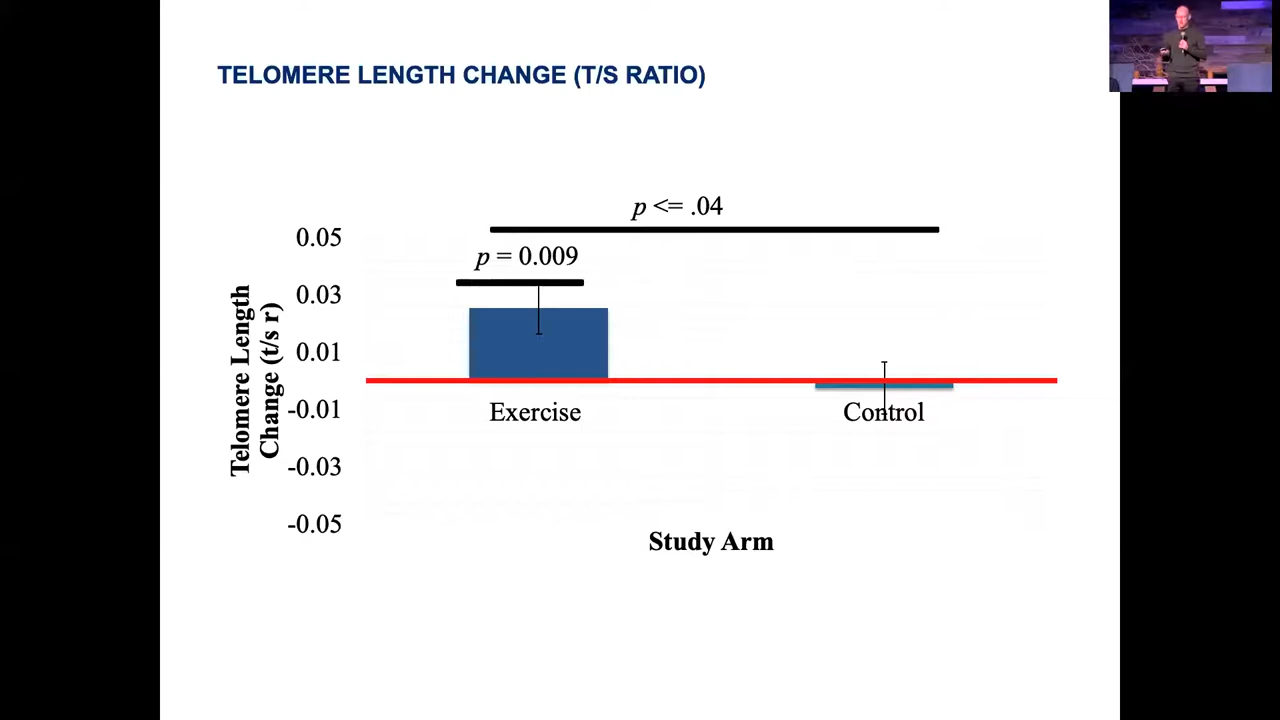 TELOMERE LENGTH CHANGE (T/S RATIO)
p <= .04
p = 0.009
0.05
0.03
0.01
-0.01
-0.03
-0.05
Telomere Length
Change (t/s r)
Exercise
Control
Study Arm